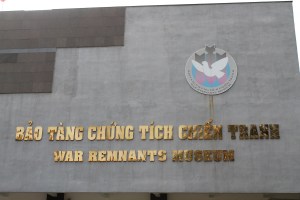 BẢO TÀNG CHỨNG TÍCH CHIẾN TRANH
WAR REMNANTS MUSEUM